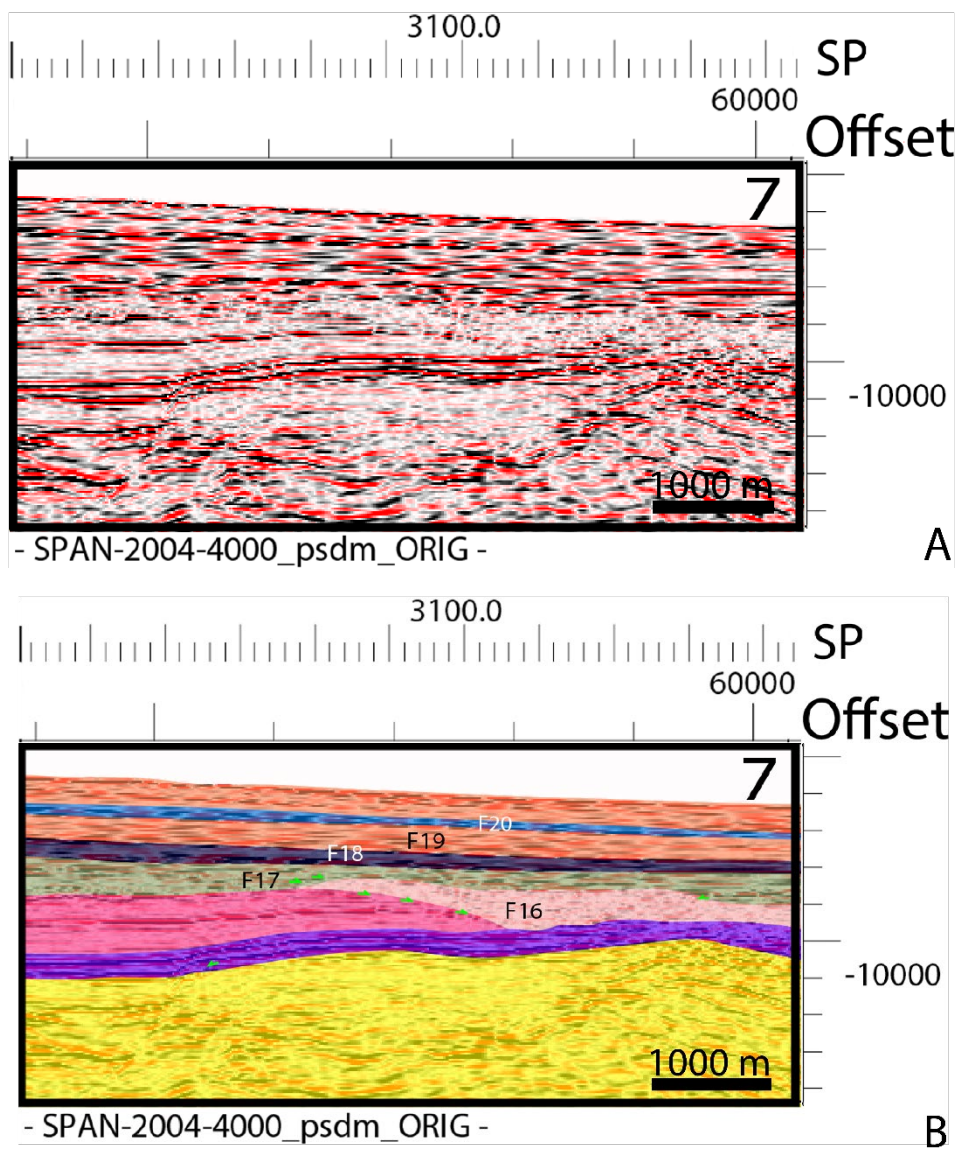 3100.0
SP
60000
Offset
7
-10000
1000 m
- SPAN-2004-4000_psdm_ORIG -
A
3100.0
SP
60000
Offset
7
F20
F19
F18
F17
F16
-10000
1000 m
- SPAN-2004-4000_psdm_ORIG -
B